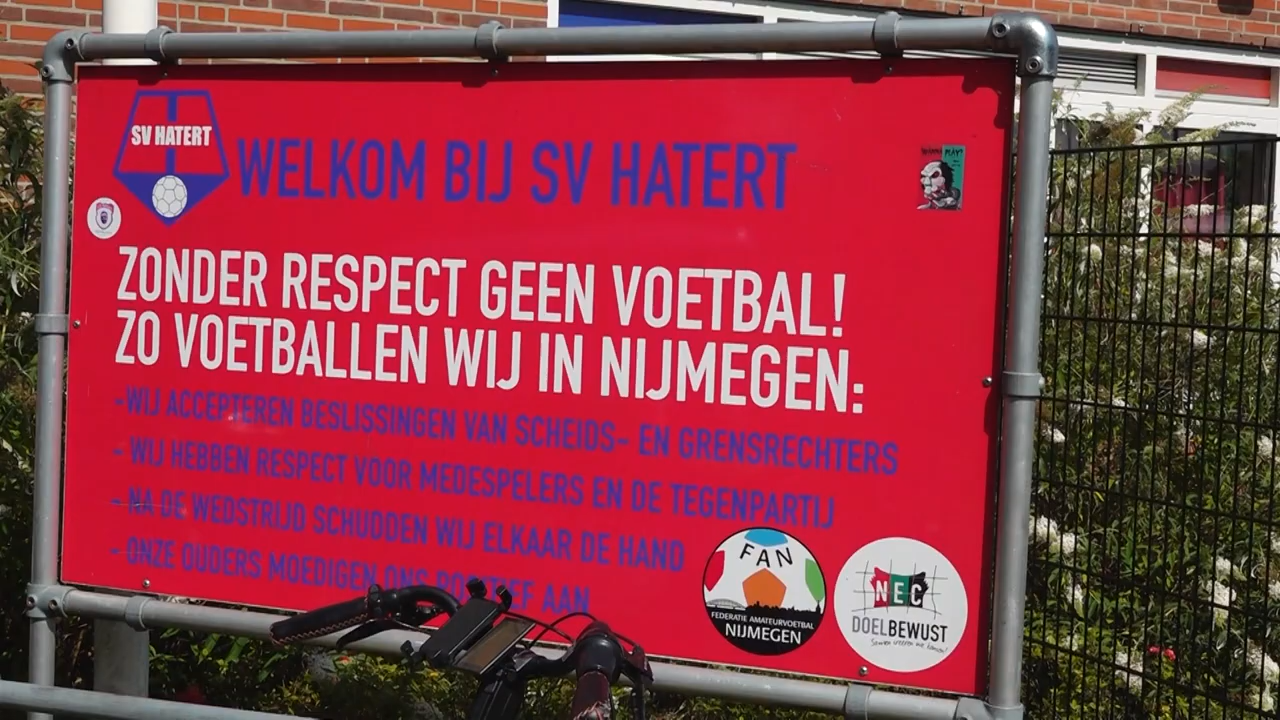 SV HATERT
WELKOM BIJ SV HATERT
PLAY?
ZONDER RESPECT GEEN VOETBAL!
ZO VOETBALLEN WIJ IN NIJMEGEN:
-WIJ ACCEPTEREN BESLISSINGEN VAN SCHEIDS- EN GRENSRECHTERS
- WIJ HEBBEN RESPECT VOOR MEDESPELERS EN DE TEGENPARTIJ
- NA DE WEDSTRIJD SCHUDDEN WIJ ELKAAR DE HAND
- ONZE OUDERS MOEDIGEN ONS POSITIEF AAN
FAN
FEDERATIE AMATEURVOETBAL
NIJMEGEN
NEC
DOELBEWUST